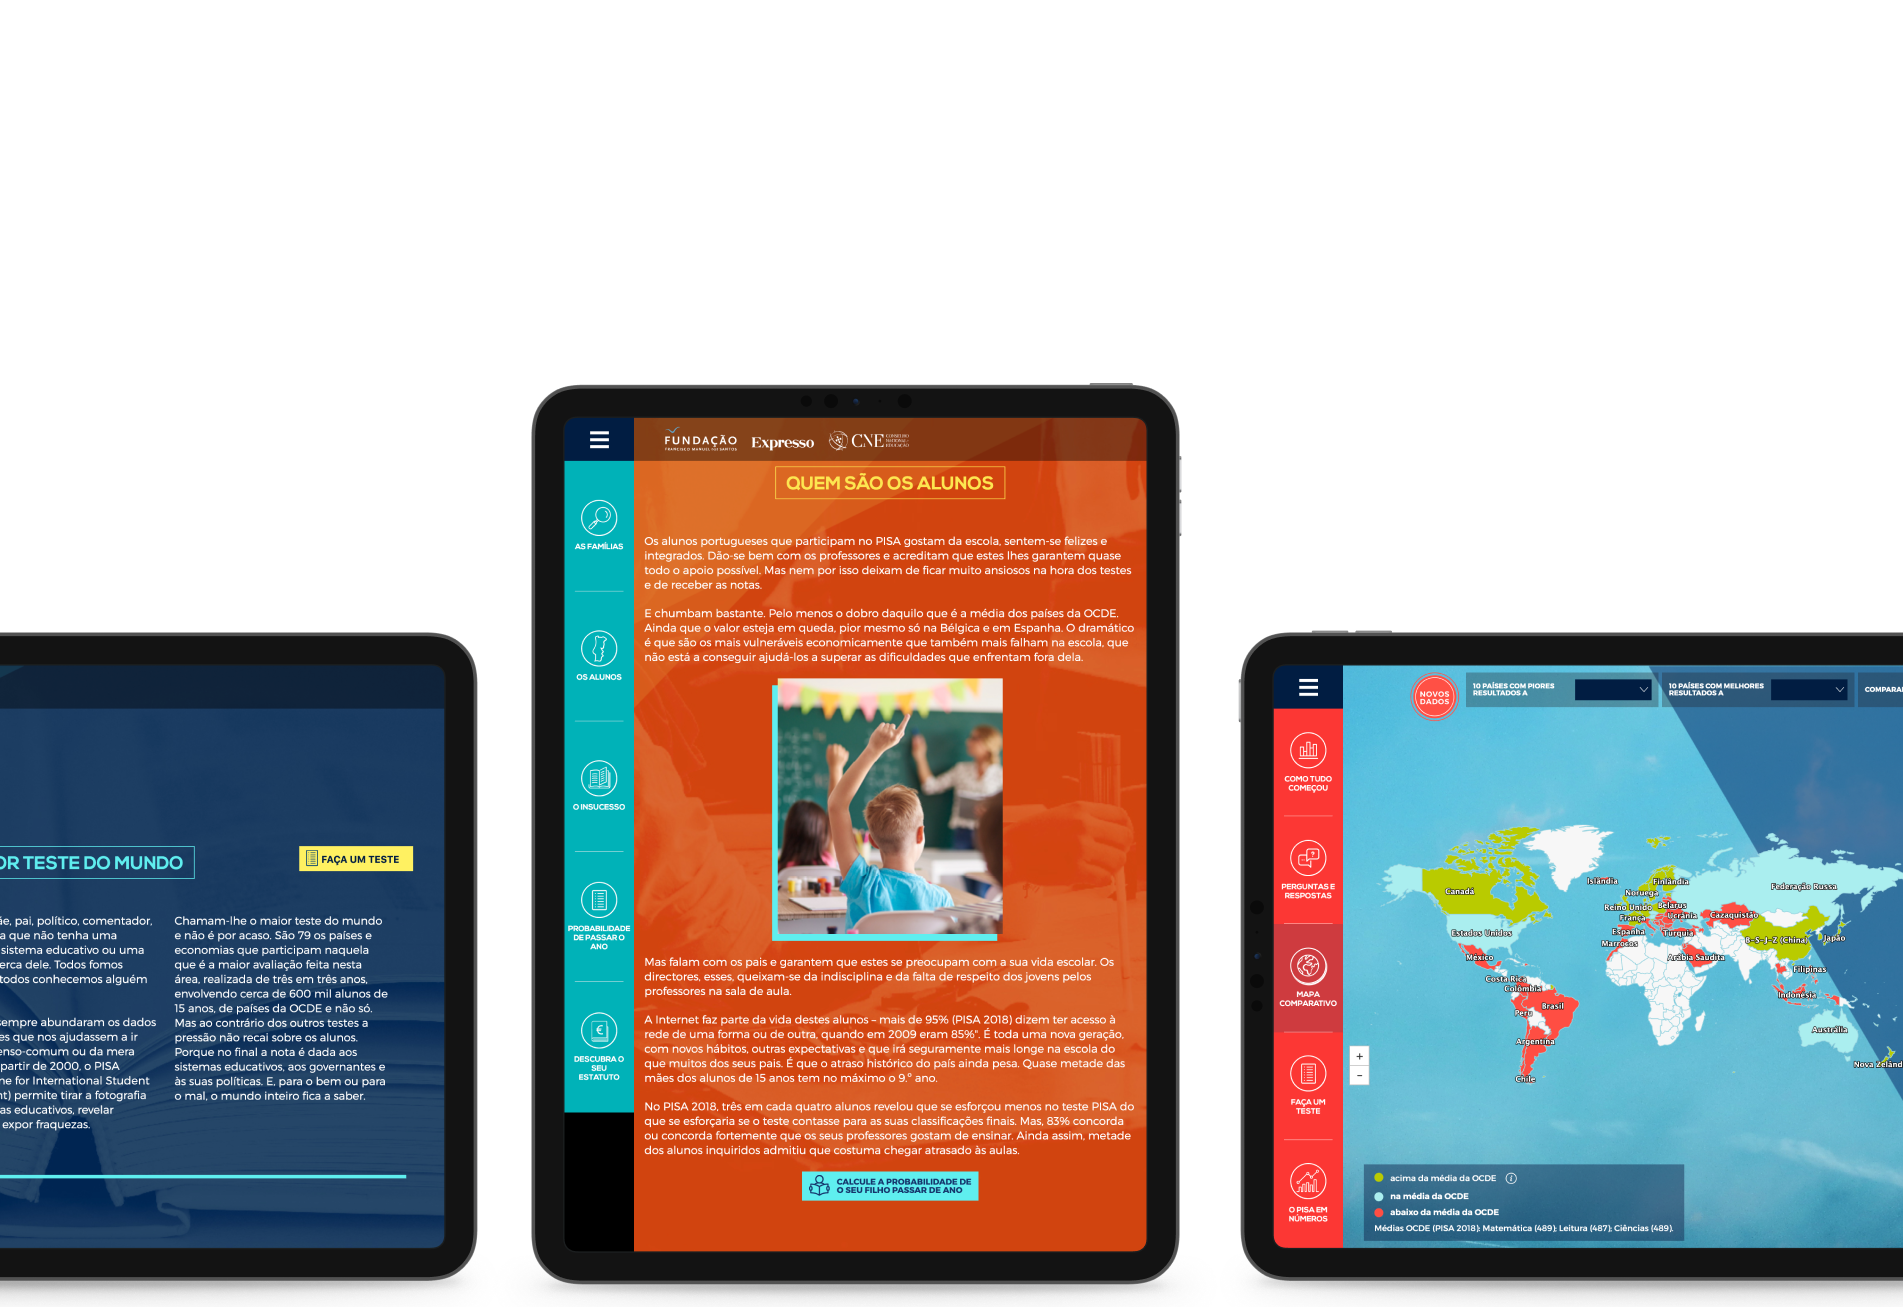 OR TESTE DO MUNDO
FAÇA UM TESTE
ãe, pai, político, comentador,
a que não tenha uma
sistema educativo ou uma
erca dele. Todos fomos
todos conhecemos alguém
sempre abundaram os dados
es que nos ajudassem a ir
enso-comum ou da mera
partir de 2000, o PISA
ne for International Student
nt) permite tirar a fotografia
as educativos, revelar
expor fraquezas.
Chamam-lhe o maior teste do mundo
e não é por acaso. São 79 os países e
economias que participam naquela
que é a maior avaliação feita nesta
área, realizada de três em três anos,
envolvendo cerca de 600 mil alunos de
15 anos, de países da OCDE e não só.
Mas ao contrário dos outros testes a
pressão não recai sobre os alunos.
Porque no final a nota é dada aos
sistemas educativos, aos governantes e
às suas políticas. E, para o bem ou para
o mal, o mundo inteiro fica a saber.
FUNDAÇÃO
FRANCISCO MANUEL DOS SANTOS
Expresso
CNE
CONSELHO
NACIONAL DE
EDUCAÇÃO
AS FAMÍLIAS
OS ALUNOS
O INSUCESSO
PROBABILIDADE
DE PASSAR O
ANO
DESCUBRA O
SEU
ESTATUTO
QUEM SÃO OS ALUNOS
Os alunos portugueses que participam no PISA gostam da escola, sentem-se felizes e
integrados. Dão-se bem com os professores e acreditam que estes lhes garantem quase
todo o apoio possível. Mas nem por isso deixam de ficar muito ansiosos na hora dos testes
e de receber as notas.
E chumbam bastante. Pelo menos o dobro daquilo que é a média dos países da OCDE.
Ainda que o valor esteja em queda, pior mesmo só na Bélgica e em Espanha. O dramático
é que são os mais vulneráveis economicamente que também mais falham na escola, que
não está a conseguir ajudá-los a superar as dificuldades que enfrentam fora dela.
Mas falam com os pais e garantem que estes se preocupam com a sua vida escolar. Os
directores, esses, queixam-se da indisciplina e da falta de respeito dos jovens pelos
professores na sala de aula.
A Internet faz parte da vida destes alunos – mais de 95% (PISA 2018) dizem ter acesso à
rede de uma forma ou de outra, quando em 2009 eram 85%". É toda uma nova geração,
com novos hábitos, outras expectativas e que irá seguramente mais longe na escola do
que muitos dos seus pais. É que o atraso histórico do país ainda pesa. Quase metade das
mães dos alunos de 15 anos tem no máximo o 9.º ano.
No PISA 2018, três em cada quatro alunos revelou que se esforçou menos no teste PISA do
que se esforçaria se o teste contasse para as suas classificações finais. Mas, 83% concorda
ou concorda fortemente que os seus professores gostam de ensinar. Ainda assim, metade
dos alunos inquiridos admitiu que costuma chegar atrasado às aulas.
CALCULE A PROBABILIDADE DE
O SEU FILHO PASSAR DE ANO
COMO TUDO
COMEÇOU
PERGUNTAS E
RESPOSTAS
MAPA
COMPARATIVO
FAÇA UM
TESTE
O PISA EM
NÚMEROS
NOVOS
DADOS
10 PAÍSES COM PIORES
RESULTADOS A
10 PAÍSES COM MELHORES
RESULTADOS A
COMPARA
Canadá
Estados Unidos
México
Costa Rica
Colômbia
Peru
Brasil
Argentina
Chile
Islândia
Finlândia
Noruega
Reino Unido
Belarus
França
Ucrânia
Cazaquistão
Espanha
Turquia
Marrocos
Arábia Saudita
Federação Russa
B-S-J-Z (China)
Japão
Filipinas
Indonésia
Austrália
Nova Zelând
+
-
acima da média da OCDE
na média da OCDE
abaixo da média da OCDE
Médias OCDE (PISA 2018): Matemática (489); Leitura (487); Ciências (489).